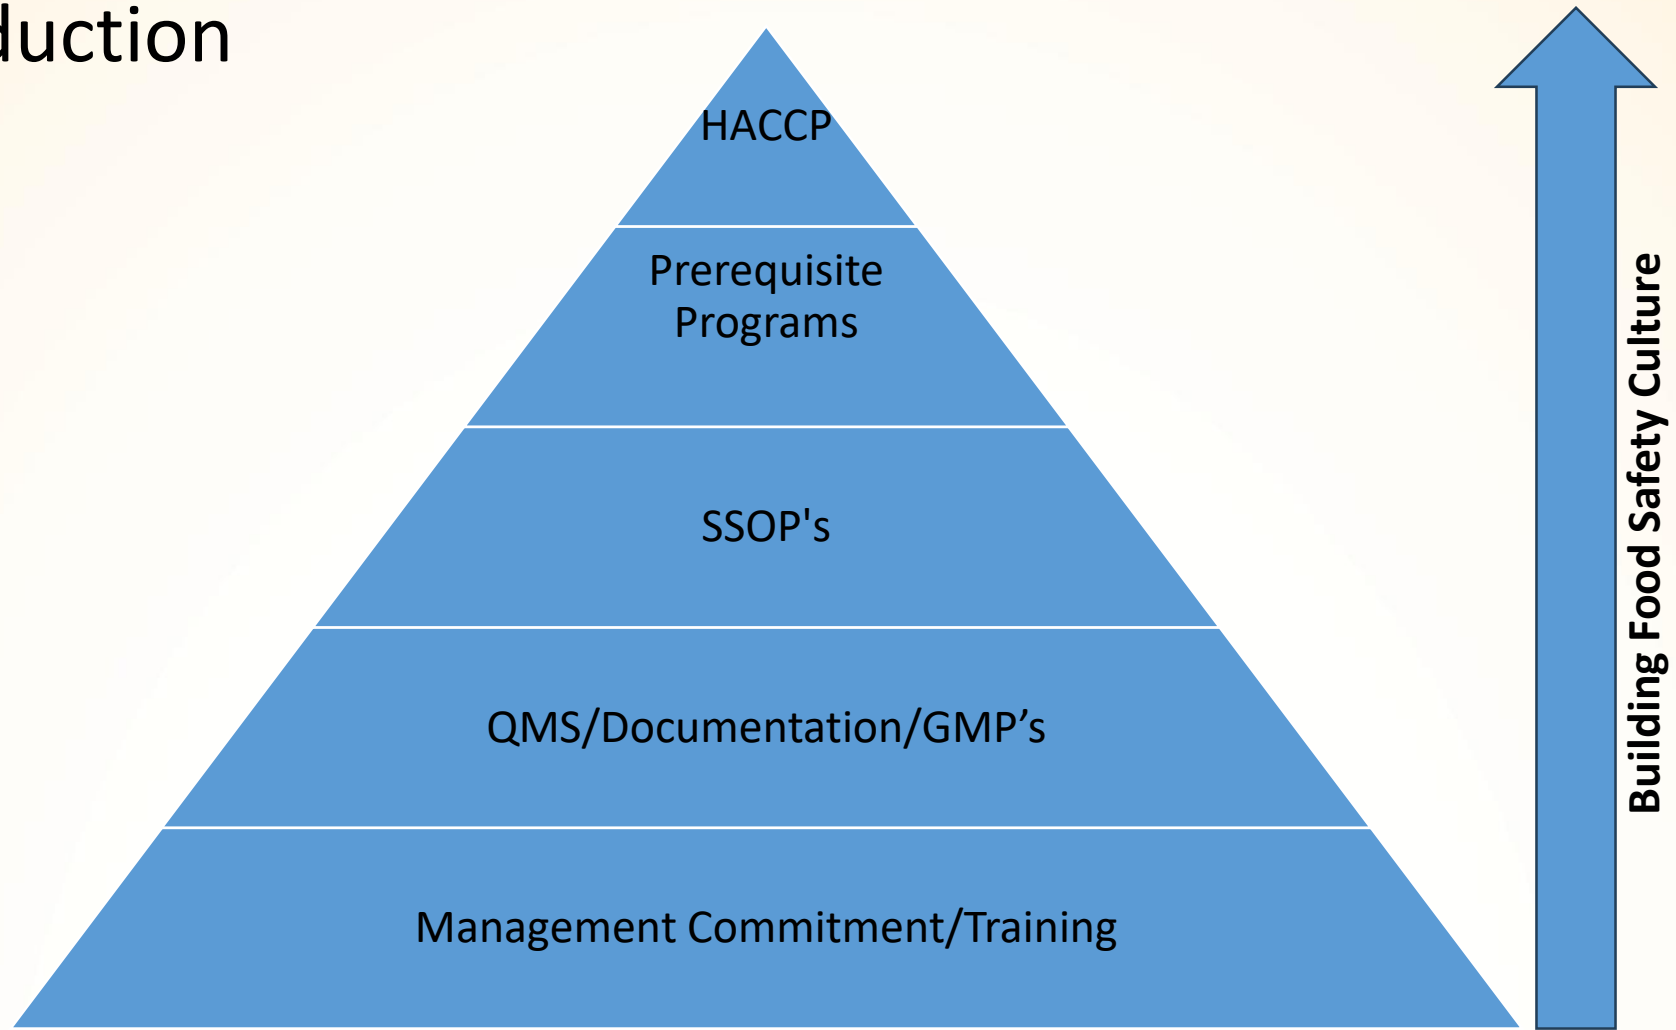 duction
HACCP
Prerequisite
Programs
SSOP's
QMS/Documentation/GMP’s
Management Commitment/Training
Building Food Safety Culture